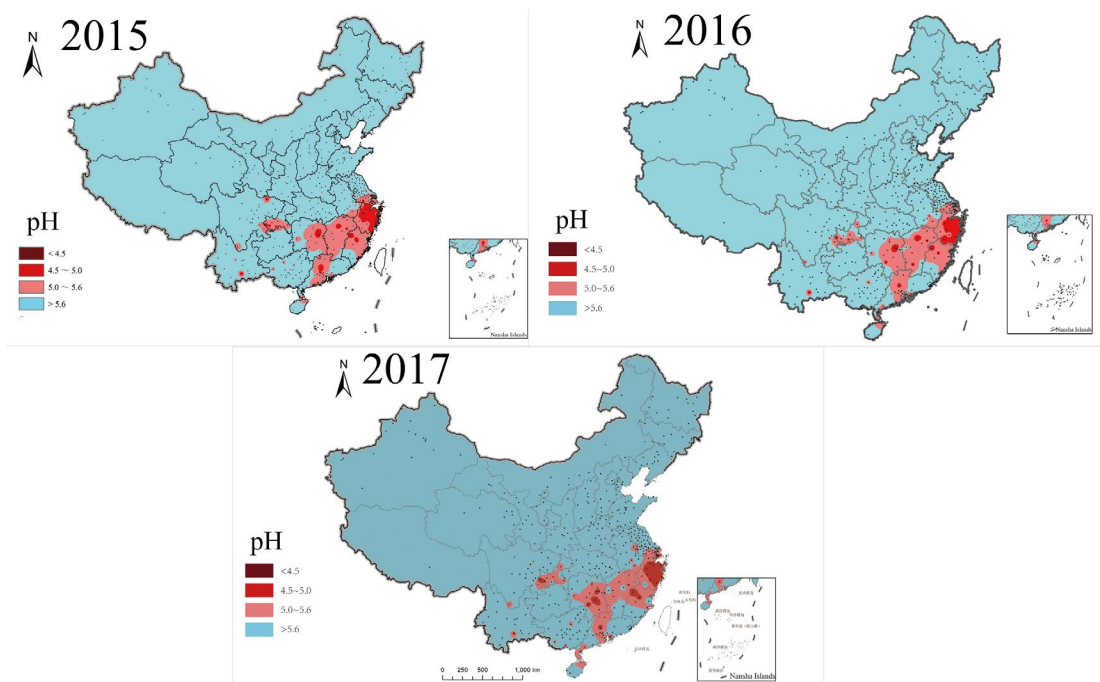 N
2015
pH
< 4.5
4.5 ～ 5.0
5.0 ～ 5.6
> 5.6
Nansha Islands
N
2016
pH
<4.5
4.5~5.0
5.0~5.6
>5.6
Nansha Islands
N
2017
pH
<4.5
4.5~5.0
5.0~5.6
>5.6
0 250 500 1,000 km
Nansha Islands